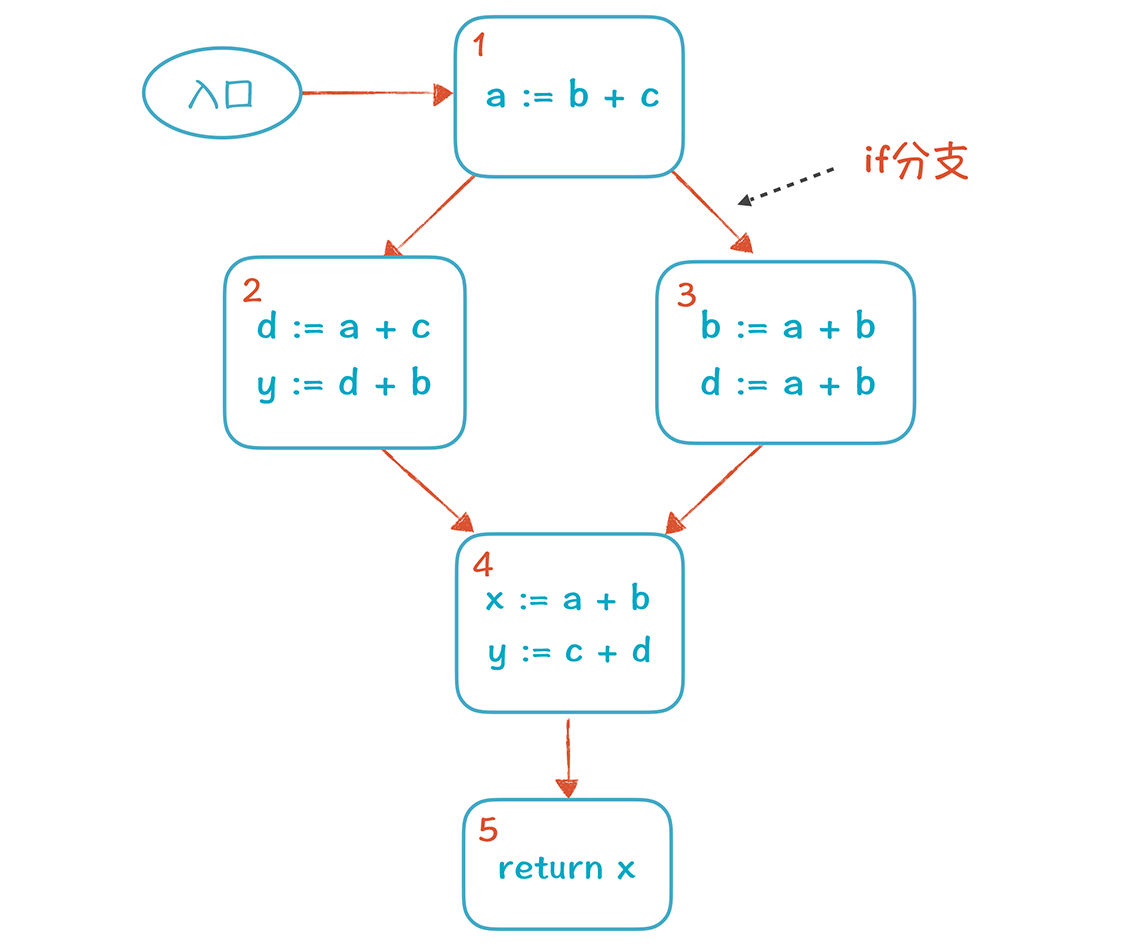 入口
1
a := b + c
if分支
2
d := a + c
y := d + b
3
b := a + b
d := a + b
4
x := a + b
y := c + d
5
return x